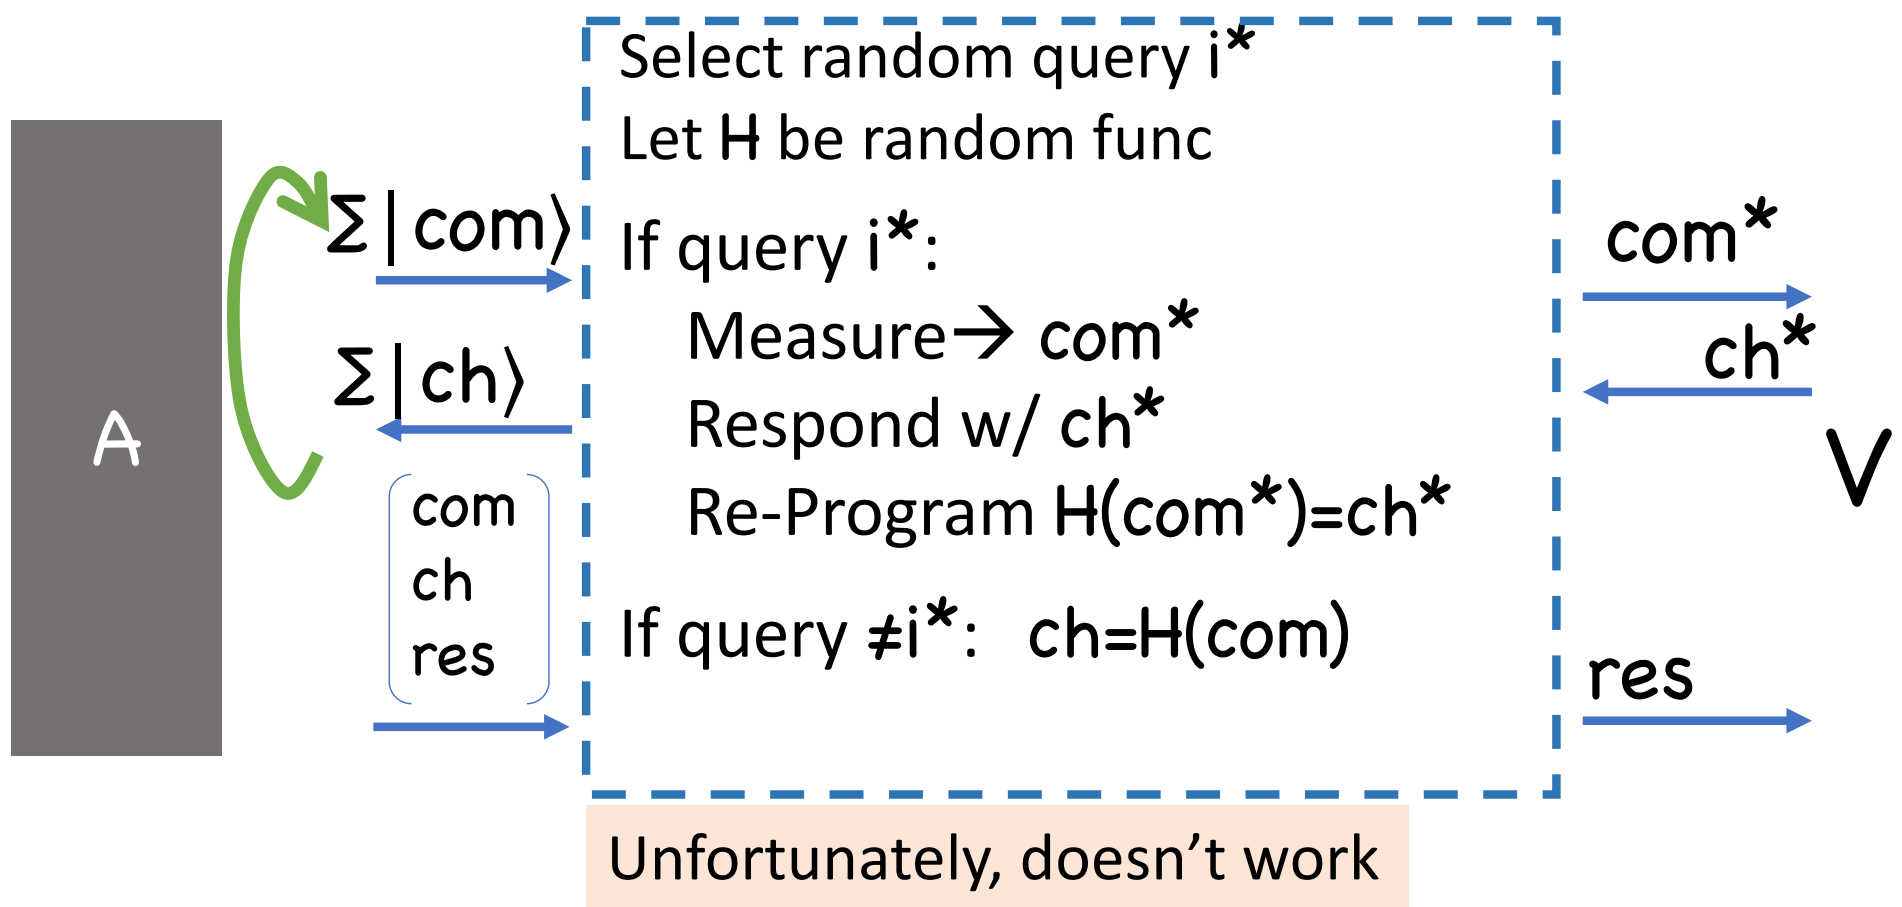 A
Σ|com⟩
Σ|ch⟩
com
ch
res
Select random query i*
Let H be random func
If query i*:
Measure→ com*
Respond w/ ch*
Re-Program H(com*)=ch*
If query ≠i*: ch=H(com)
com*
ch*
V
res
Unfortunately, doesn’t work